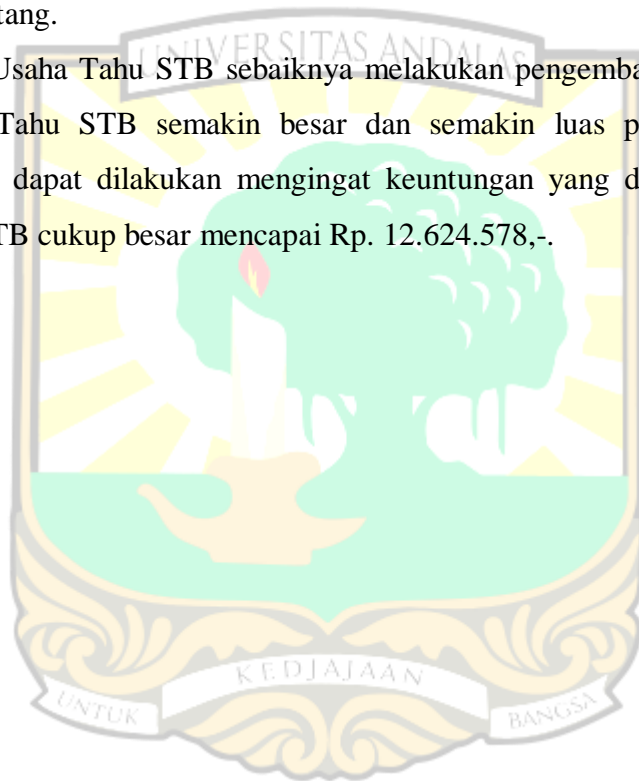 tang.
UNIVERSITAS ANDALAS
Usaha Tahu STB sebaiknya melakukan pengemba
Tahu STB semakin besar dan semakin luas p
dapat dilakukan mengingat keuntungan yang d
TB cukup besar mencapai Rp. 12.624.578,-.
KEDJAJAAN
UNTUK
BANGSA